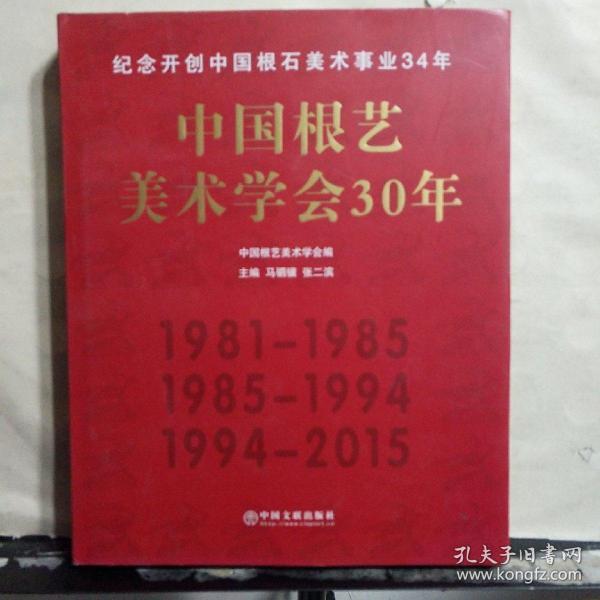 纪念开创中国根石美术事业34年
中国根艺
美术学会30年
中国根艺美术学会编
主编 马驷骥 张二滨
1981-1985
1985-1994
1994-2015
中国文联出版社
孔夫子旧书网
www.kongfz.com